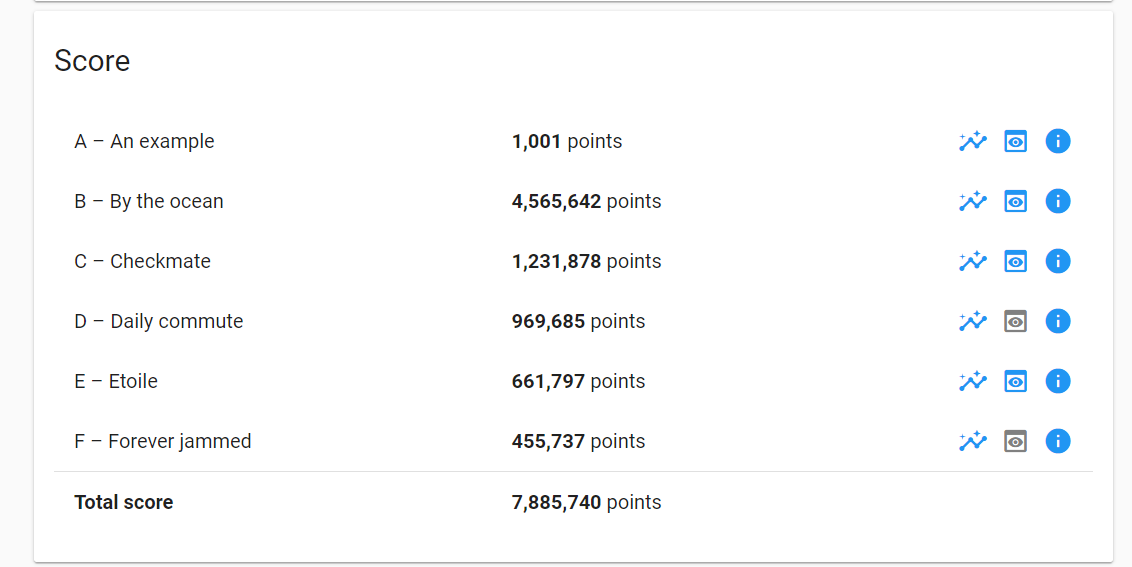 Score
A – An example 1,001 points
B – By the ocean 4,565,642 points
C – Checkmate 1,231,878 points
D – Daily commute 969,685 points
E – Etoile 661,797 points
F – Forever jammed 455,737 points
Total score 7,885,740 points